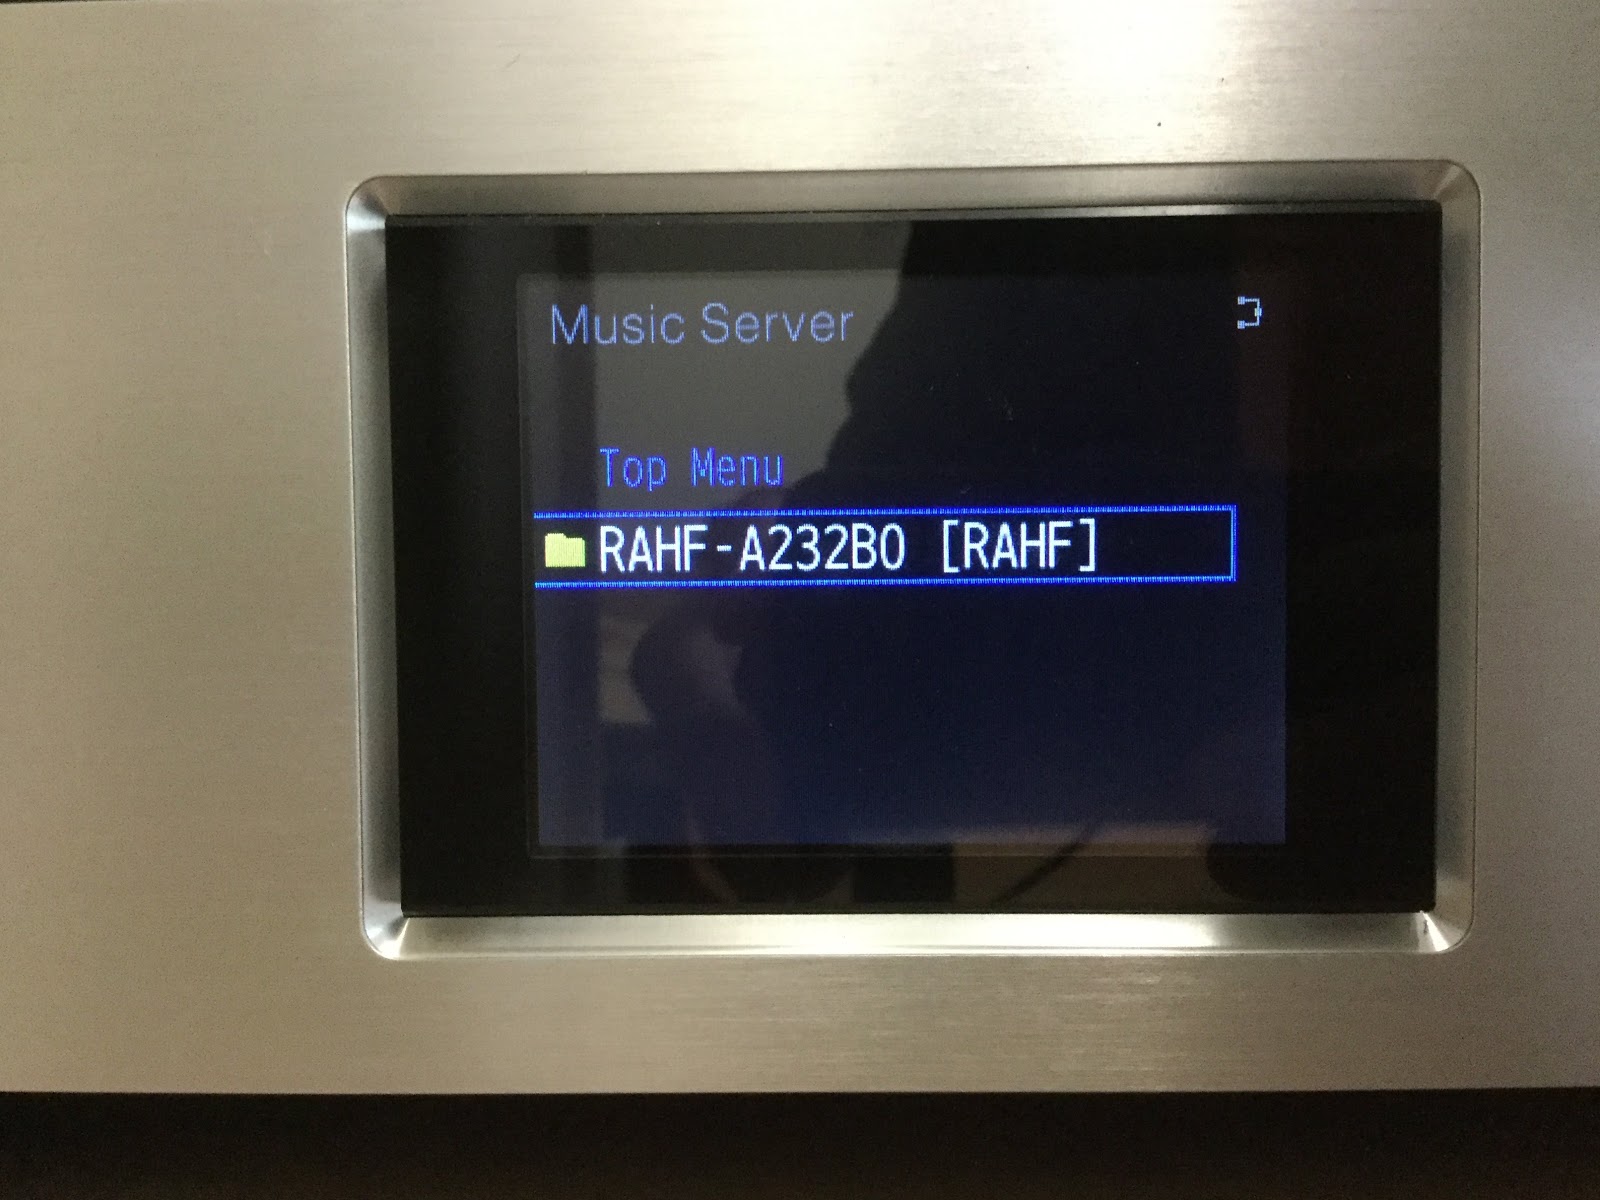 Music Server
Top Menu
RAHF-A232B0 [RAHF]